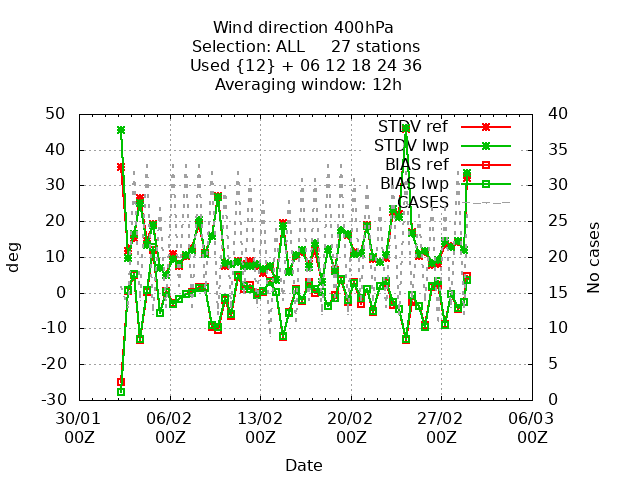 Wind direction 400hPa
Selection: ALL 27 stations
Used {12} + 06 12 18 24 36
Averaging window: 12h
50 40
STDV ref
STDV lwp
BIAS ref
BIAS lwp
CASES
40 35
30 30
20 25
10 20
0 15
-10 10
-20 5
-30 0
deg
No cases
30/01 06/02 13/02 20/02 27/02 06/03
00Z 00Z 00Z 00Z 00Z 00Z
Date